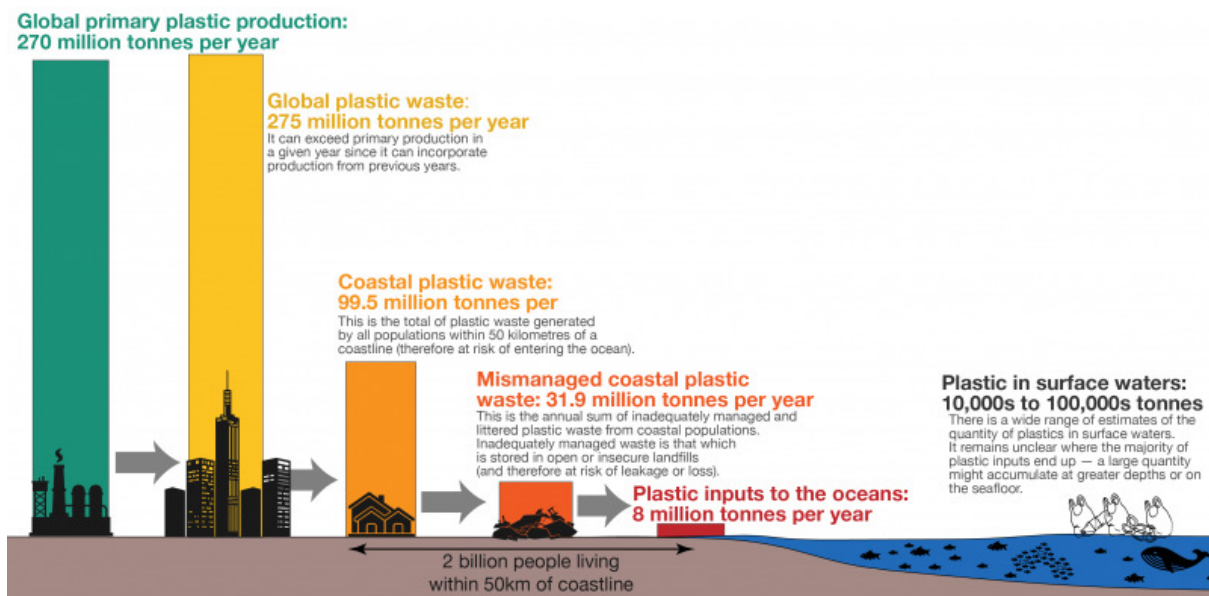 Global primary plastic production:
270 million tonnes per year
Global plastic waste:
275 million tonnes per year
It can exceed primary production in
a given year since it can incorporate
production from previous years.
Coastal plastic waste:
99.5 million tonnes per
This is the total of plastic waste generated
by all populations within 50 kilometres of a
coastline (therefore at risk of entering the ocean).
Mismanaged coastal plastic
waste: 31.9 million tonnes per year
This is the annual sum of inadequately managed and
littered plastic waste from coastal populations.
Inadequately managed waste is that which
is stored in open or insecure landfills
(and therefore at risk of leakage or loss).
Plastic inputs to the oceans:
8 million tonnes per year
Plastic in surface waters:
10,000s to 100,000s tonnes
There is a wide range of estimates of the
quantity of plastics in surface waters.
It remains unclear where the majority of
plastic inputs end up — a large quantity
might accumulate at greater depths or on
the seafloor.
2 billion people living
within 50km of coastline